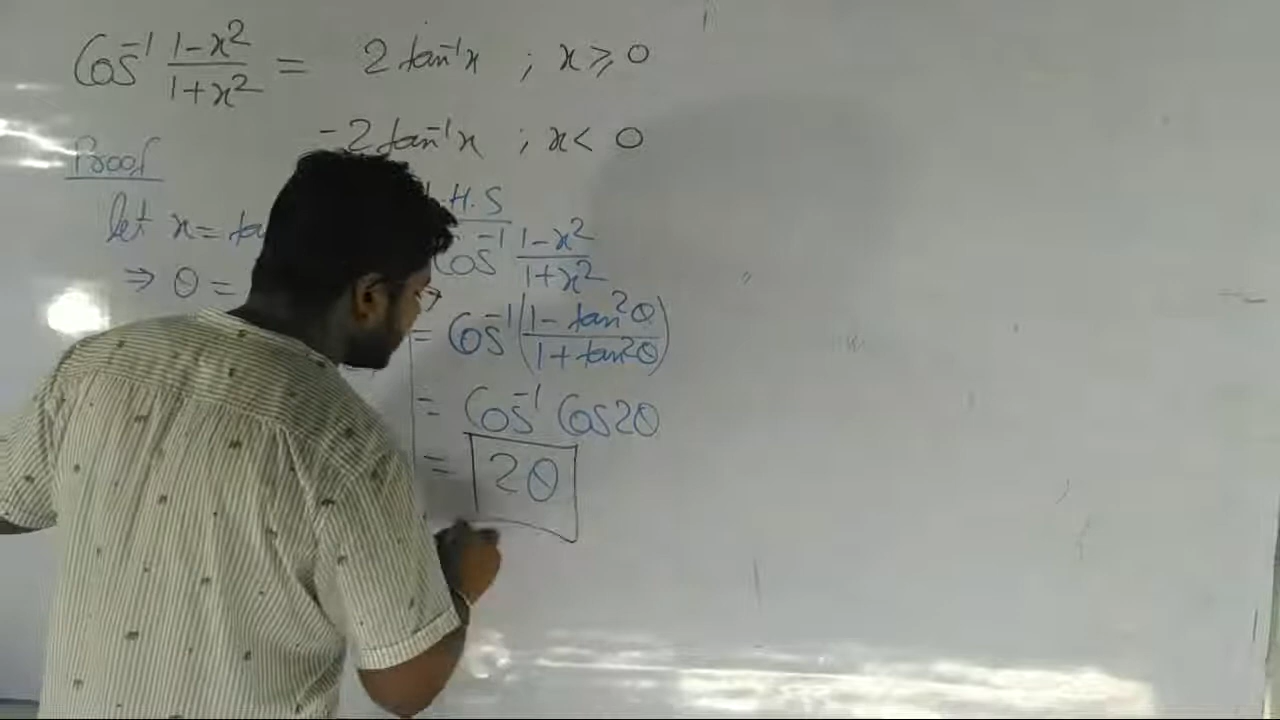 Cos⁻¹ (1-x²)/(1+x²) = 2 tan⁻¹x ; x ≥ 0
-2 tan⁻¹x ; x < 0
Proof
let x =
⇒ θ =
H.S
Cos⁻¹ (1-x²)/(1+x²)
= Cos⁻¹ ((1 - tan²θ)/(1 + tan²θ))
= Cos⁻¹ Cos2θ
= 2θ